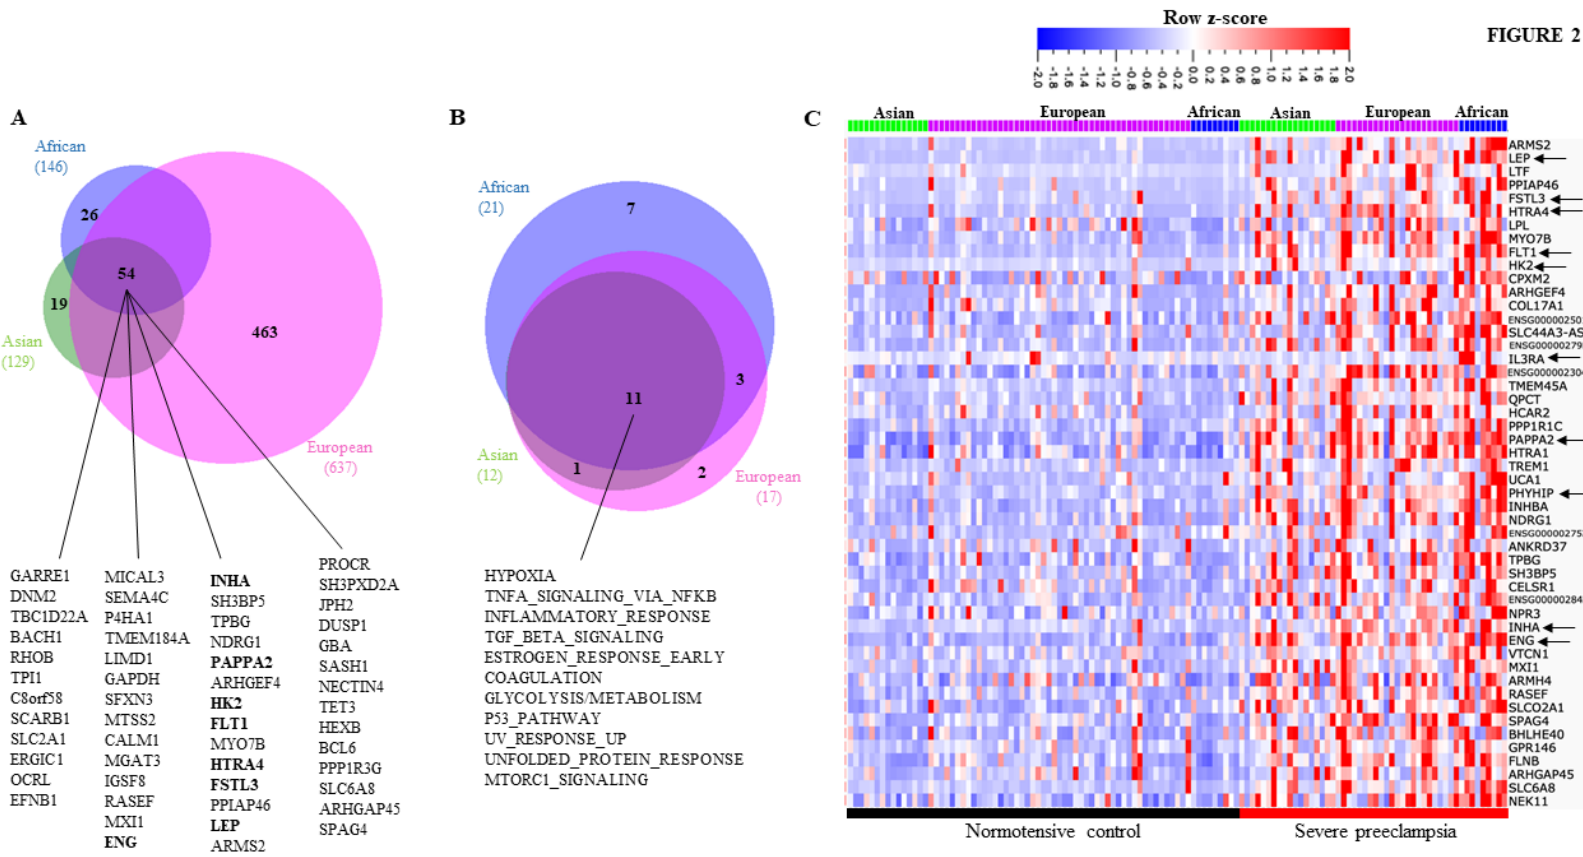 FIGURE 2
Row z-score
-2.0 -1.8 -1.6 -1.4 -1.2 -1.0 -0.8 -0.6 -0.4 -0.2 0.0 0.2 0.4 0.6 0.8 1.0 1.2 1.4 1.6 1.8 2.0
A
African
(146)
26
54
19
463
Asian
(129)
European
(637)
GARRE1
DNM2
TBC1D22A
BACH1
RHOB
TPI1
C8orf58
SCARB1
SLC2A1
ERGIC1
OCRL
EFNB1
MICAL3
SEMA4C
P4HA1
TMEM184A
LIMD1
GAPDH
SFXN3
MTSS2
CALM1
MGAT3
IGSF8
RASEF
MXI1
ENG
INHA
SH3BP5
TPBG
NDRG1
PAPPA2
ARHGEF4
HK2
FLT1
MYO7B
HTRA4
FSTL3
PPIAP46
LEP
ARMS2
PROCR
SH3PXD2A
JPH2
DUSP1
GBA
SASH1
NECTIN4
TET3
HEXB
BCL6
PPP1R3G
SLC6A8
ARHGAP45
SPAG4
B
African
(21)
7
3
11
Asian
(12)
1
2
European
(17)
HYPOXIA
TNFA_SIGNALING_VIA_NFKB
INFLAMMATORY_RESPONSE
TGF_BETA_SIGNALING
ESTROGEN_RESPONSE_EARLY
COAGULATION
GLYCOLYSIS/METABOLISM
P53_PATHWAY
UV_RESPONSE_UP
UNFOLDED_PROTEIN_RESPONSE
MTORC1_SIGNALING
C
Asian European African Asian European African
ARMS2
LEP
LTF
PPIAP46
FSTL3
HTRA4
LPL
MYO7B
FLT1
HK2
CPXM2
ARHGEF4
COL17A1
ENSG00000250
SLC44A3-AS
ENSG00000279
IL3RA
ENSG00000230
TMEM45A
QPCT
HCAR2
PPP1R1C
PAPPA2
HTRA1
TREM1
UCA1
PHYHIP
INHBA
NDRG1
ENSG00000275
ANKRD37
TPBG
SH3BP5
CELSR1
ENSG00000284
NPR3
INHA
ENG
VTCN1
MXI1
ARMH4
RASEF
SLCO2A1
SPAG4
BHLHE40
GPR146
FLNB
ARHGAP45
SLC6A8
NEK11
Normotensive control
Severe preeclampsia